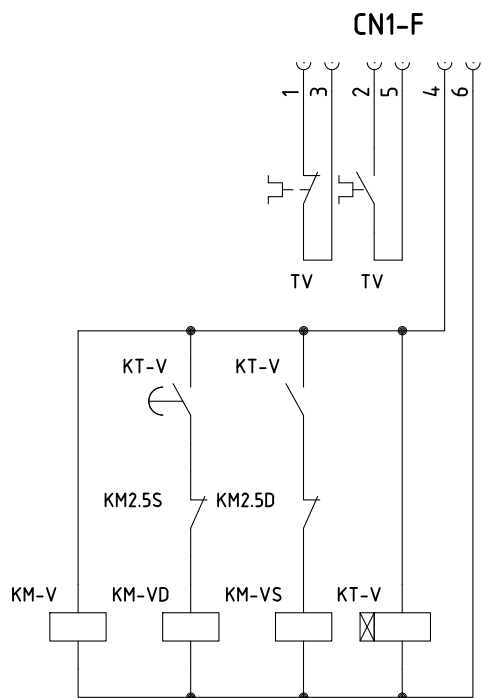 CN1-F
1 3 2 5 4 6
TV TV
KT-V KT-V
KM2.5S KM2.5D
KM-V KM-VD KM-VS KT-V